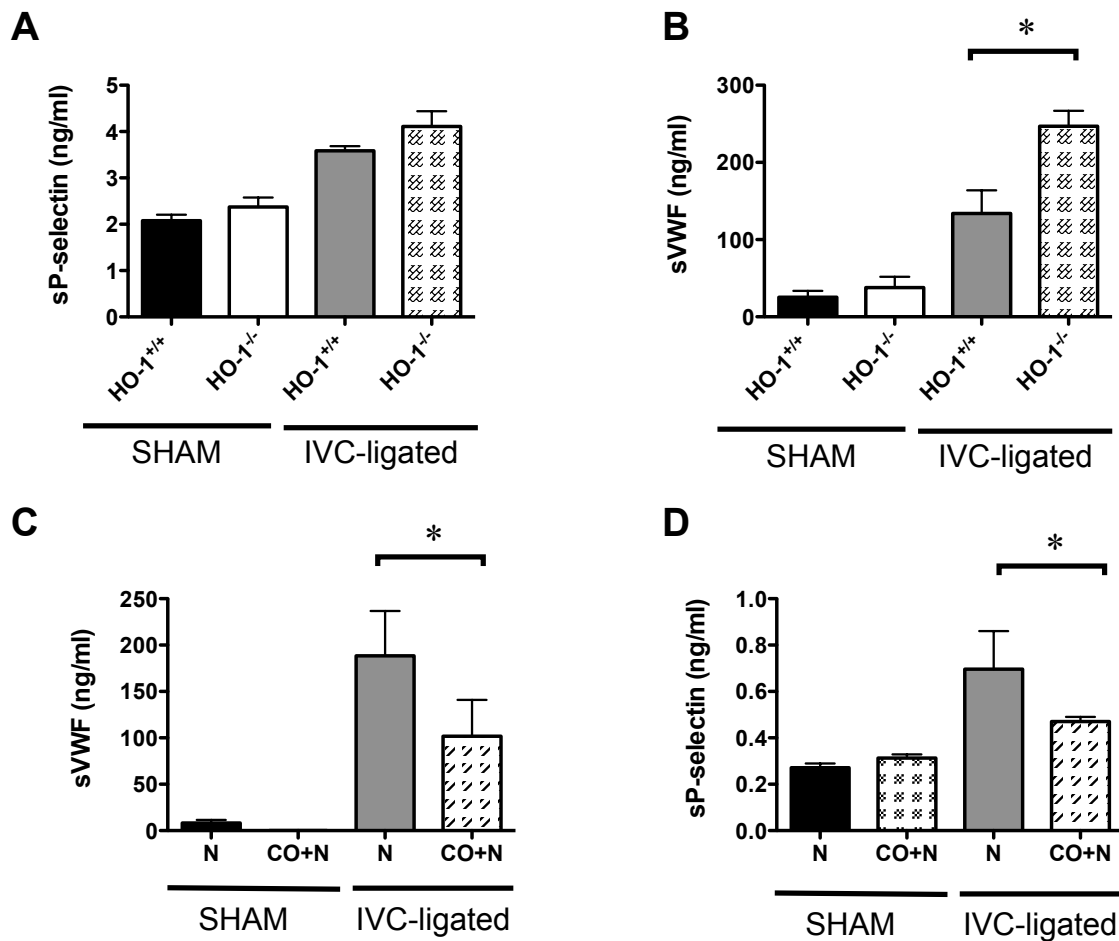 A
sP-selectin (ng/ml)
5
4
3
2
1
0
HO-1+/+
HO-1-/-
HO-1+/+
HO-1-/-
SHAM
IVC-ligated
B
*
sVWF (ng/ml)
300
200
100
0
HO-1+/+
HO-1-/-
HO-1+/+
HO-1-/-
SHAM
IVC-ligated
C
*
sVWF (ng/ml)
250
200
150
100
50
0
N
CO+N
N
CO+N
SHAM
IVC-ligated
D
*
sP-selectin (ng/ml)
1.0
0.8
0.6
0.4
0.2
0.0
N
CO+N
N
CO+N
SHAM
IVC-ligated